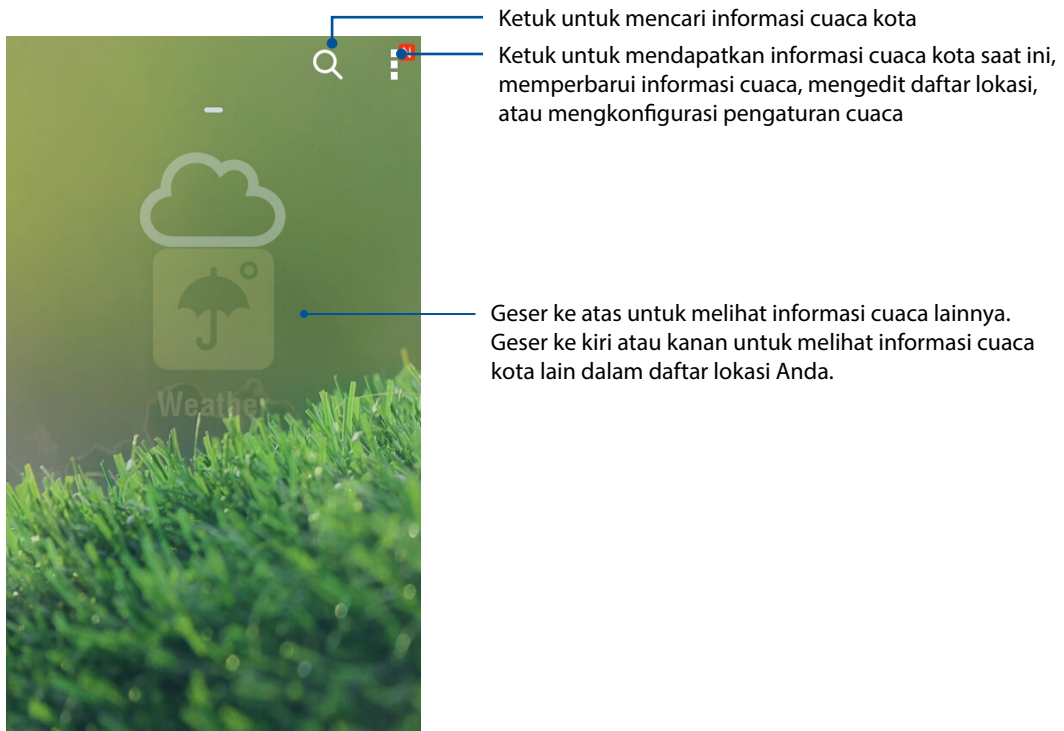 Ketuk untuk mencari informasi cuaca kota
Ketuk untuk mendapatkan informasi cuaca kota saat ini,
memperbarui informasi cuaca, mengedit daftar lokasi,
atau mengkonfigurasi pengaturan cuaca
Geser ke atas untuk melihat informasi cuaca lainnya.
Geser ke kiri atau kanan untuk melihat informasi cuaca
kota lain dalam daftar lokasi Anda.
Weather